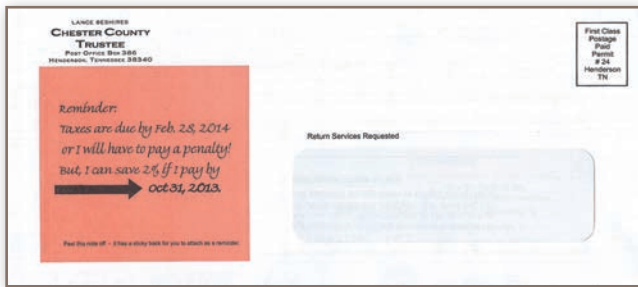 LANCE BESHIRES
CHESTER COUNTY
TRUSTEE
POST OFFICE BOX 386
HENDERSON, TENNESSEE 38340
First Class
Postage
Paid
Permit
# 24
Henderson
TN
Reminder:
Taxes are due by Feb. 28, 2014
or I will have to pay a penalty!
But, I can save 2% if I pay by
Oct 31, 2013.
Return Services Requested
Peel this note off - it has a sticky back for you to attach as a reminder.